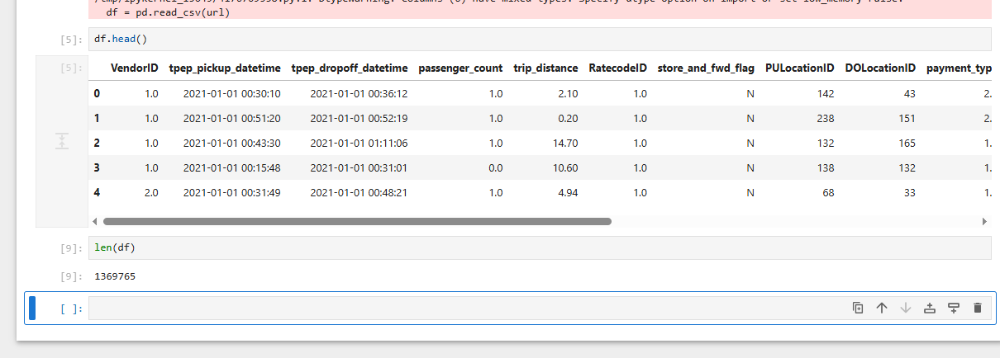 df = pd.read_csv(url)
[5]: df.head()
[5]: VendorID tpep_pickup_datetime tpep_dropoff_datetime passenger_count trip_distance RatecodeID store_and_fwd_flag PULocationID DOLocationID payment_typ
0 1.0 2021-01-01 00:30:10 2021-01-01 00:36:12 1.0 2.10 1.0 N 142 43 2.
1 1.0 2021-01-01 00:51:20 2021-01-01 00:52:19 1.0 0.20 1.0 N 238 151 2.
2 1.0 2021-01-01 00:43:30 2021-01-01 01:11:06 1.0 14.70 1.0 N 132 165 1.
3 1.0 2021-01-01 00:15:48 2021-01-01 00:31:01 0.0 10.60 1.0 N 138 132 1.
4 2.0 2021-01-01 00:31:49 2021-01-01 00:48:21 1.0 4.94 1.0 N 68 33 1.
[9]: len(df)
[9]: 1369765
[ ]: